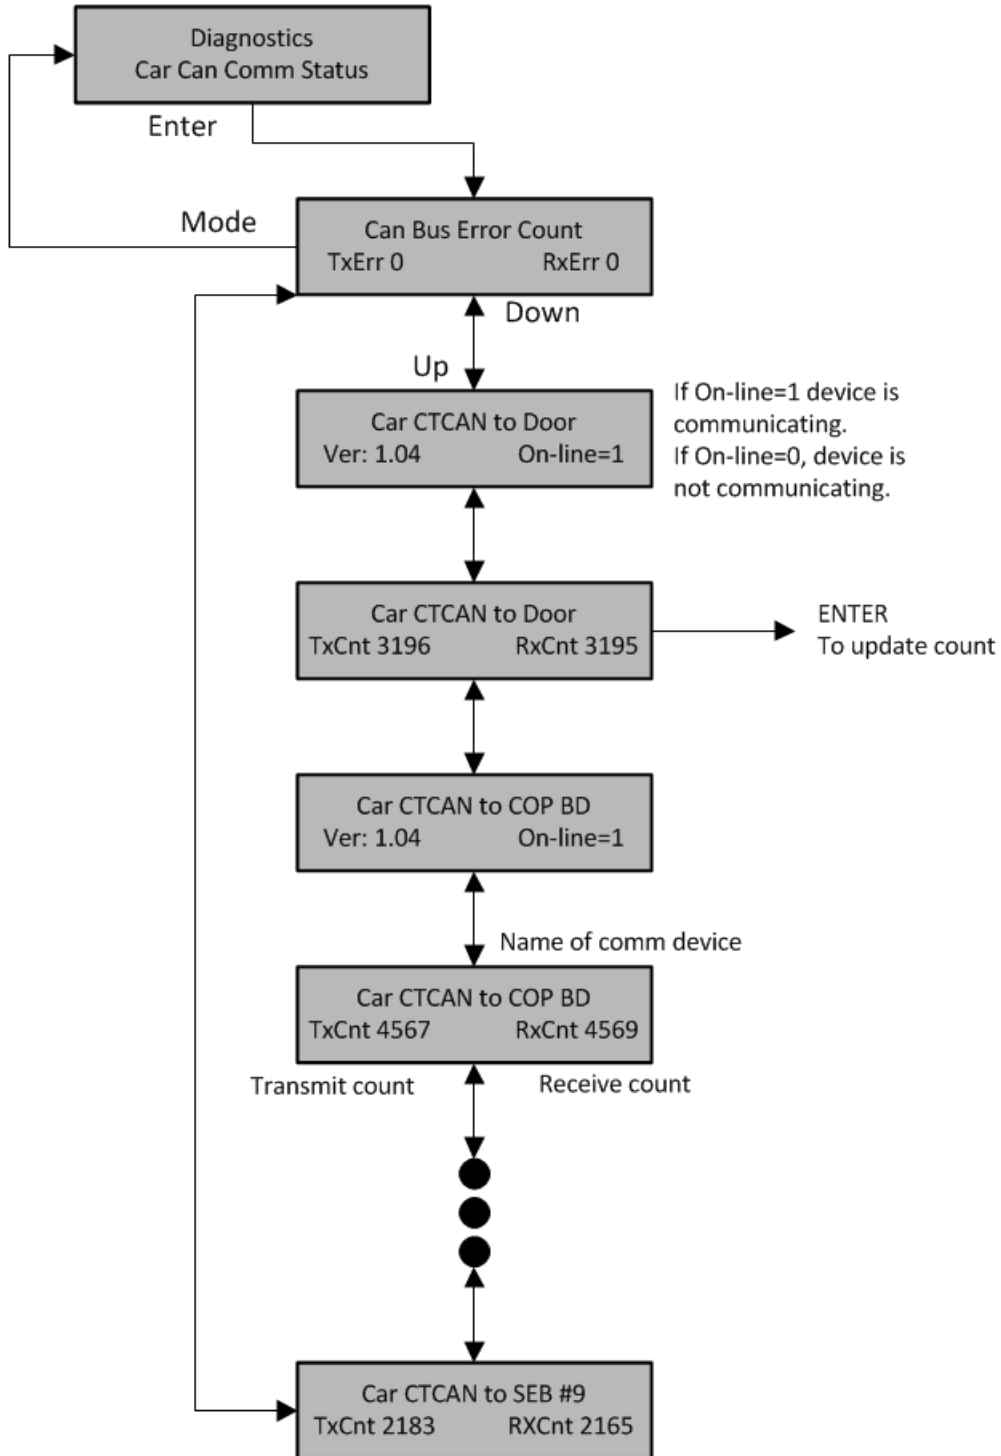 Diagnostics
Car Can Comm Status
Enter
Mode
Can Bus Error Count
TxErr 0 RxErr 0
Down
Up
Car CTCAN to Door
Ver: 1.04 On-line=1
If On-line=1 device is
communicating.
If On-line=0, device is
not communicating.
Car CTCAN to Door
TxCnt 3196 RxCnt 3195
ENTER
To update count
Car CTCAN to COP BD
Ver: 1.04 On-line=1
Name of comm device
Car CTCAN to COP BD
TxCnt 4567 RxCnt 4569
Transmit count Receive count
Car CTCAN to SEB #9
TxCnt 2183 RXCnt 2165